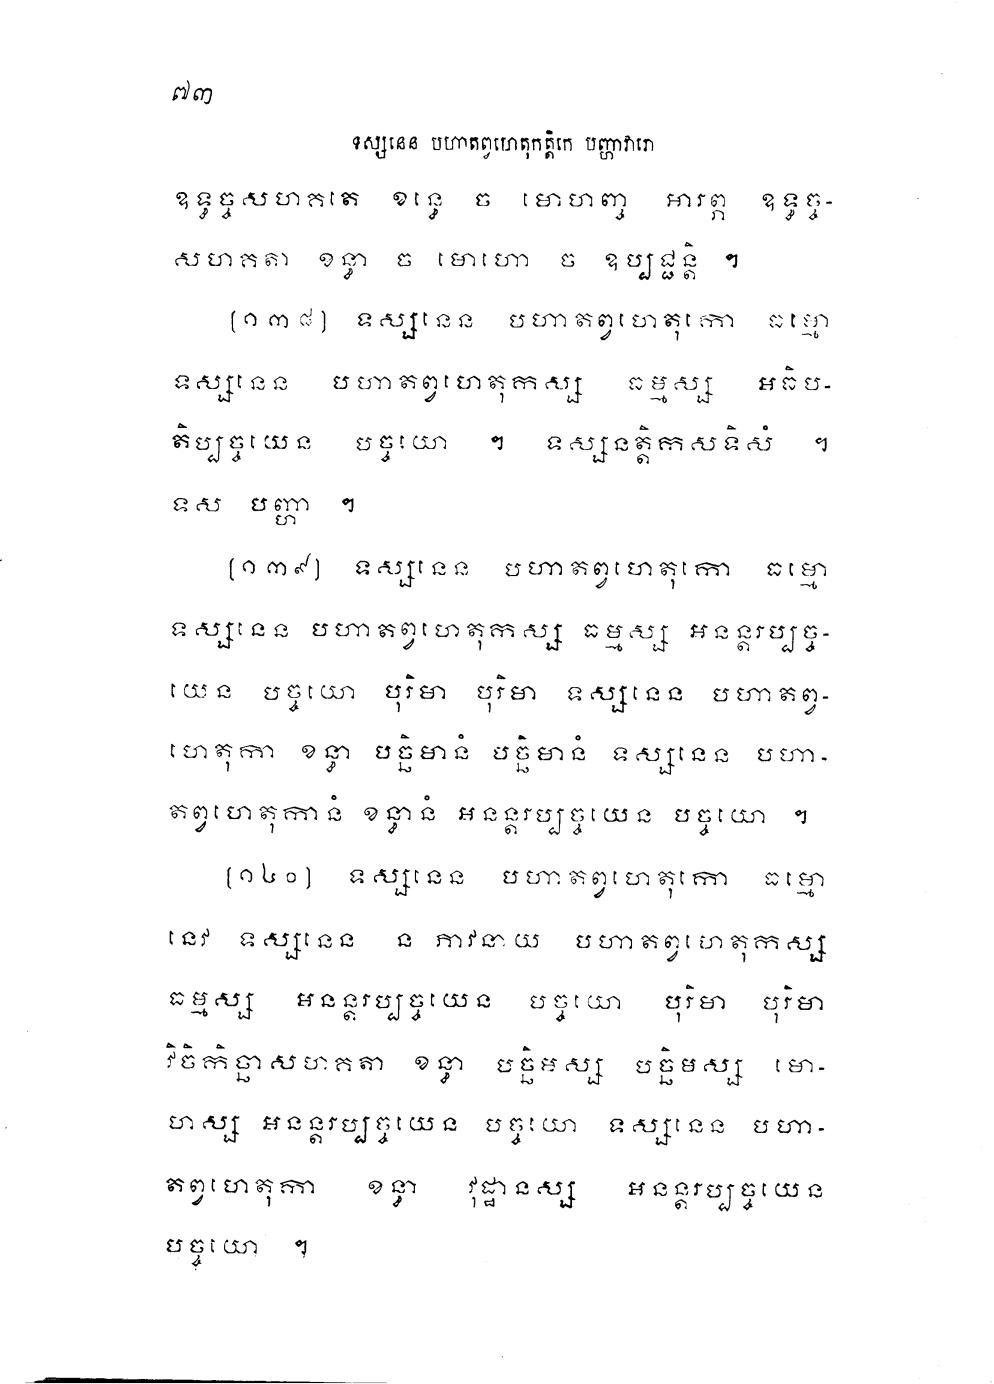 ៧៣
ទស្សនេន បហាតព្វហេតុកត្តិកេ បញ្ហាវារោ
ឧទ្ធច្ចសហគតេ ខន្ធេ ច មោហញ្ច អារព្ភ ឧទ្ធច្ច-
សហគតា ខន្ធា ច មោហោ ច ឧប្បជ្ជន្តិ ។
[១៣៨] ទស្សនេន បហាតព្វហេតុកោ ធម្មោ
ទស្សនេន បហាតព្វហេតុកស្ស ធម្មស្ស អធិប-
តិប្បច្ចយេន បច្ចយោ ។ ទស្សនត្តិកសទិសំ ។
ទស បញ្ហា ។
[១៣៩] ទស្សនេន បហាតព្វហេតុកោ ធម្មោ
ទស្សនេន បហាតព្វហេតុកស្ស ធម្មស្ស អនន្តរប្បច្ច-
យេន បច្ចយោ បុរិមា បុរិមា ទស្សនេន បហាតព្វ-
ហេតុកា ខន្ធា បច្ឆិមានំ បច្ឆិមានំ ទស្សនេន បហា-
តព្វហេតុកានំ ខន្ធានំ អនន្តរប្បច្ចយេន បច្ចយោ ។
[១៤០] ទស្សនេន បហាតព្វហេតុកោ ធម្មោ
នេវ ទស្សនេន ន ភាវនាយ បហាតព្វហេតុកស្ស
ធម្មស្ស អនន្តរប្បច្ចយេន បច្ចយោ បុរិមា បុរិមា
វិចិកិច្ឆាសហគតា ខន្ធា បច្ឆិមស្ស បច្ឆិមស្ស មោ-
ហស្ស អនន្តរប្បច្ចយេន បច្ចយោ ទស្សនេន បហា-
តព្វហេតុកា ខន្ធា វុដ្ឋានស្ស អនន្តរប្បច្ចយេន
បច្ចយោ ។